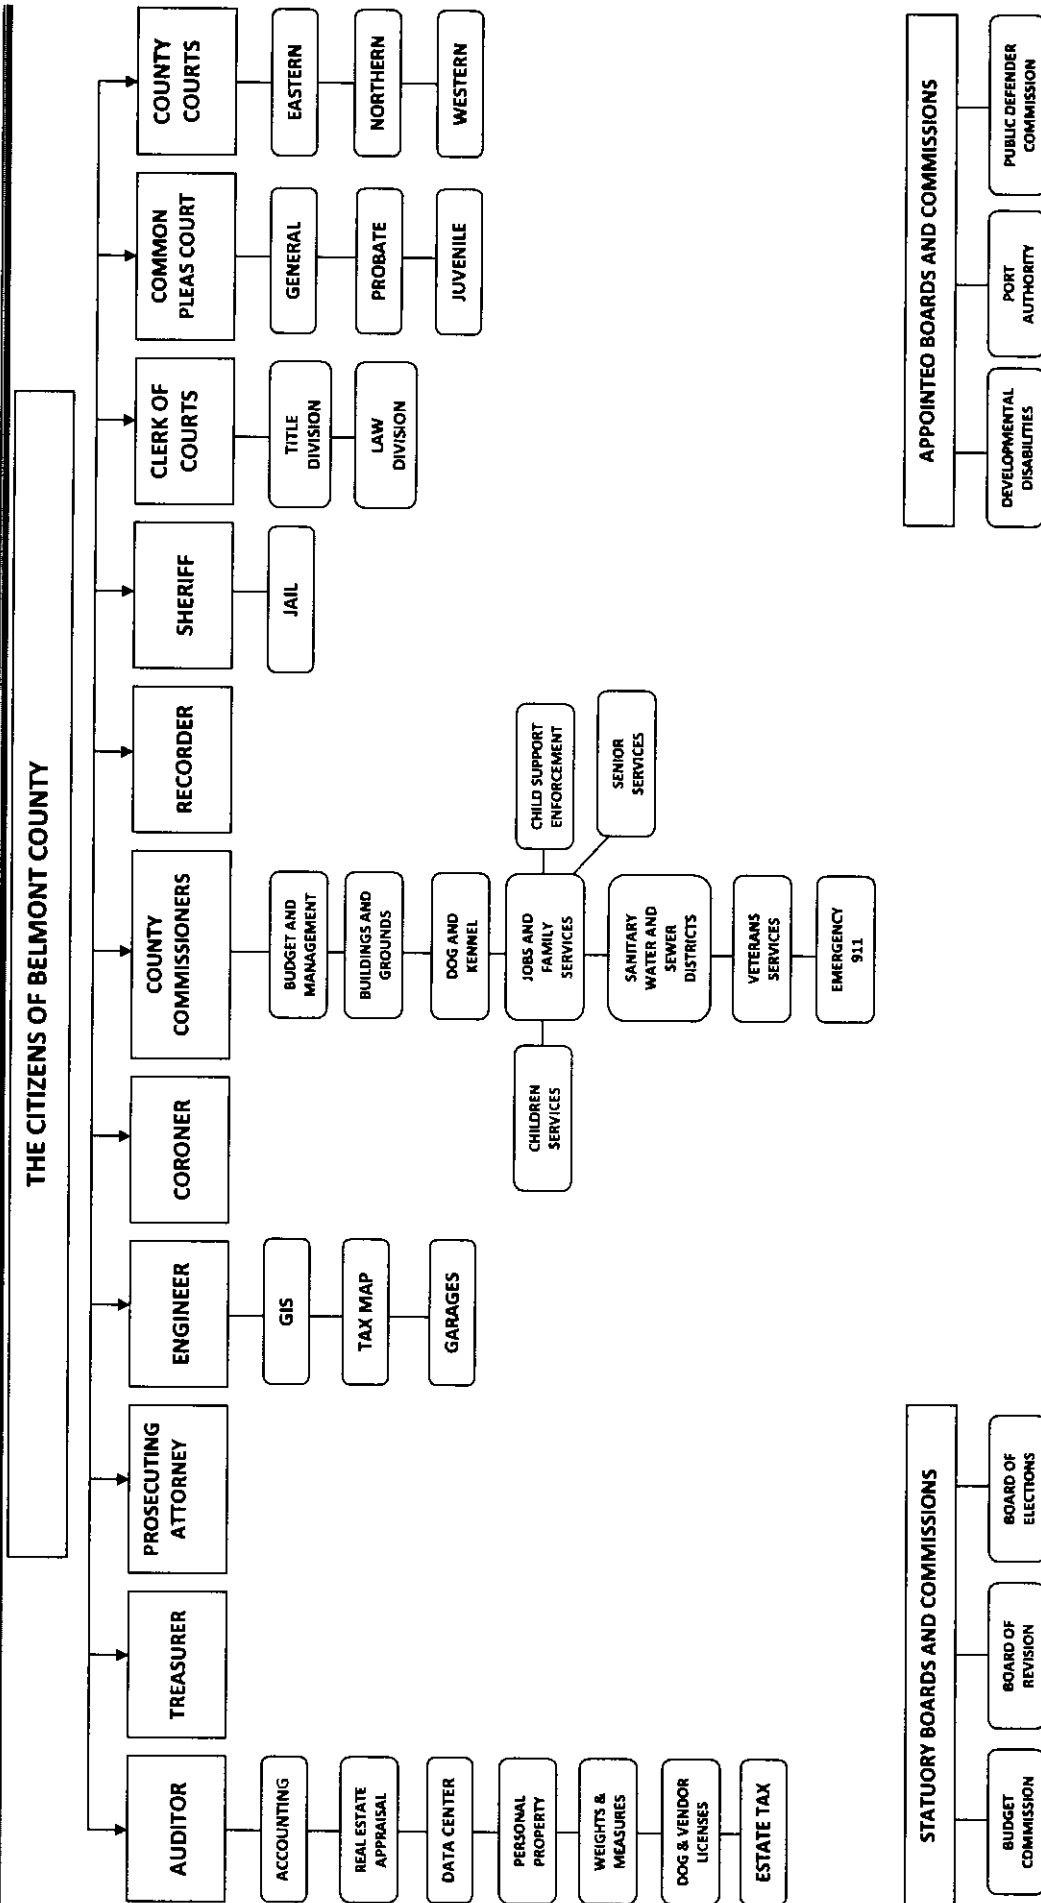 THE CITIZENS OF BELMONT COUNTY
AUDITOR
TREASURER
PROSECUTING
ATTORNEY
ENGINEER
CORONER
COUNTY
COMMISSIONERS
RECORDER
SHERIFF
CLERK OF
COURTS
COMMON
PLEAS COURT
COUNTY
COURTS
ACCOUNTING
REAL ESTATE
APPRAISAL
DATA CENTER
PERSONAL
PROPERTY
WEIGHTS &
MEASURES
DOG & VENDOR
LICENSES
ESTATE TAX
GIS
TAX MAP
GARAGES
BUDGET AND
MANAGEMENT
BUILDINGS AND
GROUNDS
DOG AND
KENNEL
CHILDREN
SERVICES
JOBS AND
FAMILY
SERVICES
CHILD SUPPORT
ENFORCEMENT
SENIOR
SERVICES
SANITARY
WATER AND
SEWER
DISTRICTS
VETERANS
SERVICES
EMERGENCY
911
JAIL
TITLE
DIVISION
LAW
DIVISION
GENERAL
PROBATE
JUVENILE
EASTERN
NORTHERN
WESTERN
STATUORY BOARDS AND COMMISSIONS
BUDGET
COMMISSION
BOARD OF
REVISION
BOARD OF
ELECTIONS
APPOINTEO BOARDS AND COMMISSIONS
DEVELOPMENTAL
DISABILITIES
PORT
AUTHORITY
PUBLIC DEFENDER
COMMISSION